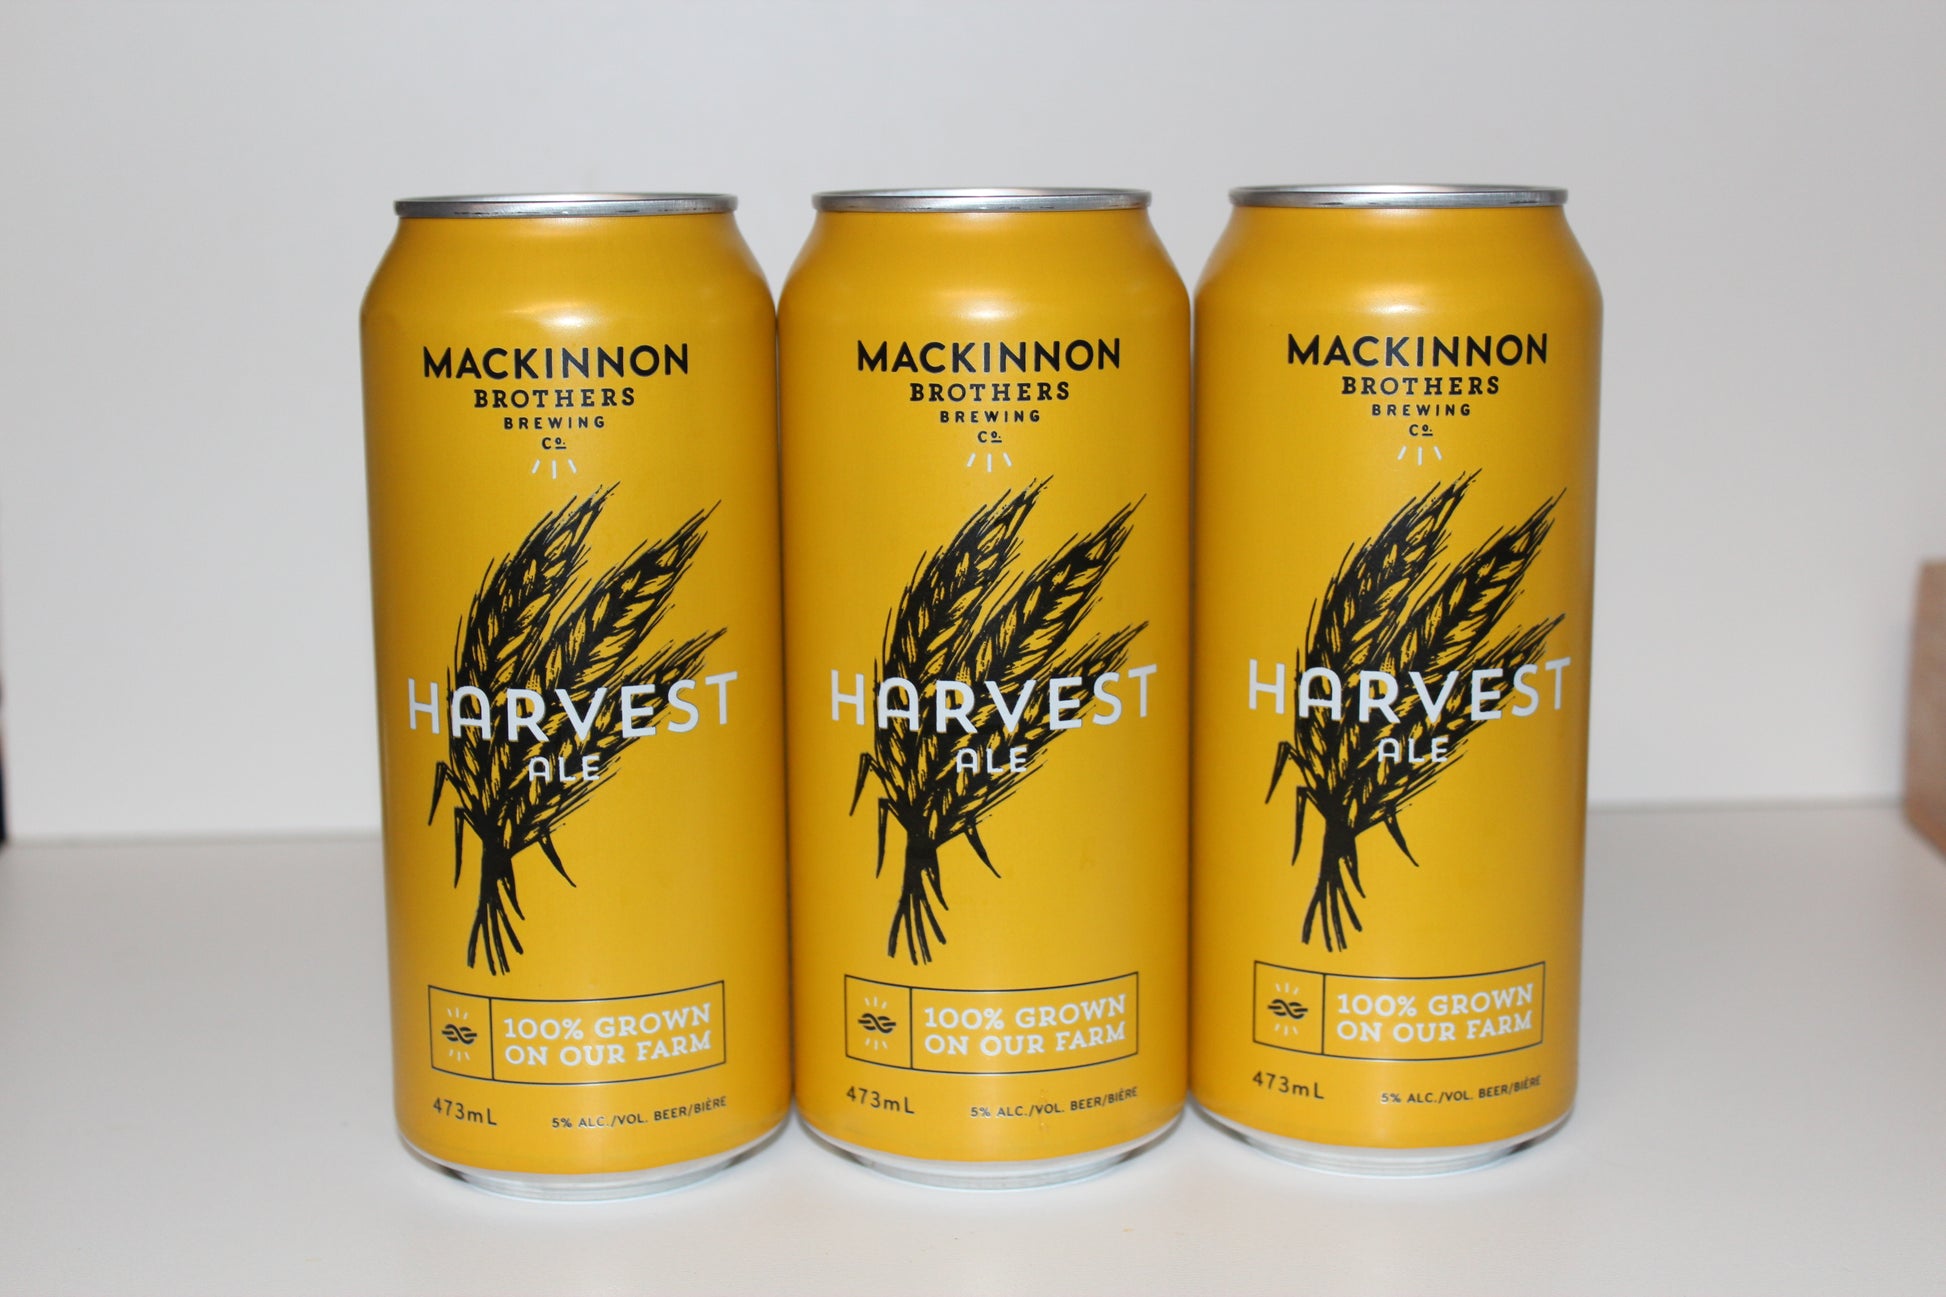 MACKINNON
BROTHERS
BREWING
Co.
HARVEST
ALE
100% GROWN
ON OUR FARM
473mL 5% ALC./VOL. BEER/BIÈRE
MACKINNON
BROTHERS
BREWING
Co.
HARVEST
ALE
100% GROWN
ON OUR FARM
473mL 5% ALC./VOL. BEER/BIÈRE
MACKINNON
BROTHERS
BREWING
Co.
HARVEST
ALE
100% GROWN
ON OUR FARM
473mL 5% ALC./VOL. BEER/BIÈRE